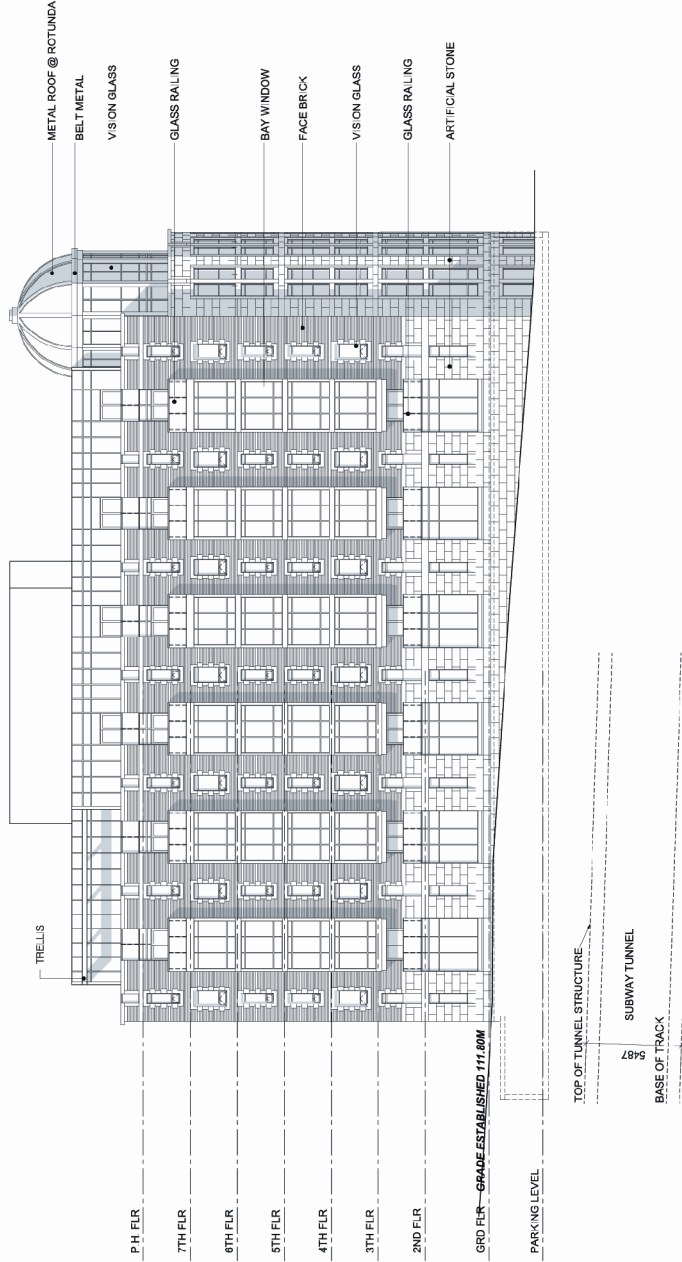 METAL ROOF @ ROTUNDA
BELT METAL
VISION GLASS
GLASS RAILING
BAY WINDOW
FACE BRICK
VISION GLASS
GLASS RAILING
ARTIFICIAL STONE
TRELLIS
P H FLR
7TH FLR
6TH FLR
5TH FLR
4TH FLR
3TH FLR
2ND FLR
GRD FLR
GRADE ESTABLISHED 111.80M
PARKING LEVEL
TOP OF TUNNEL STRUCTURE
SUBWAY TUNNEL
5487
BASE OF TRACK